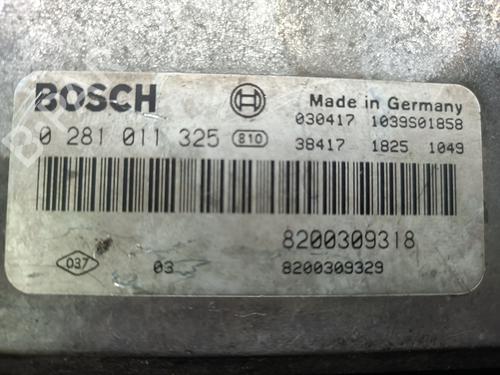 BOSCH
Made in Germany
030417 1039S01858
0 281 011 325 810
38417 1825 1049
8200309318
037 03 8200309329